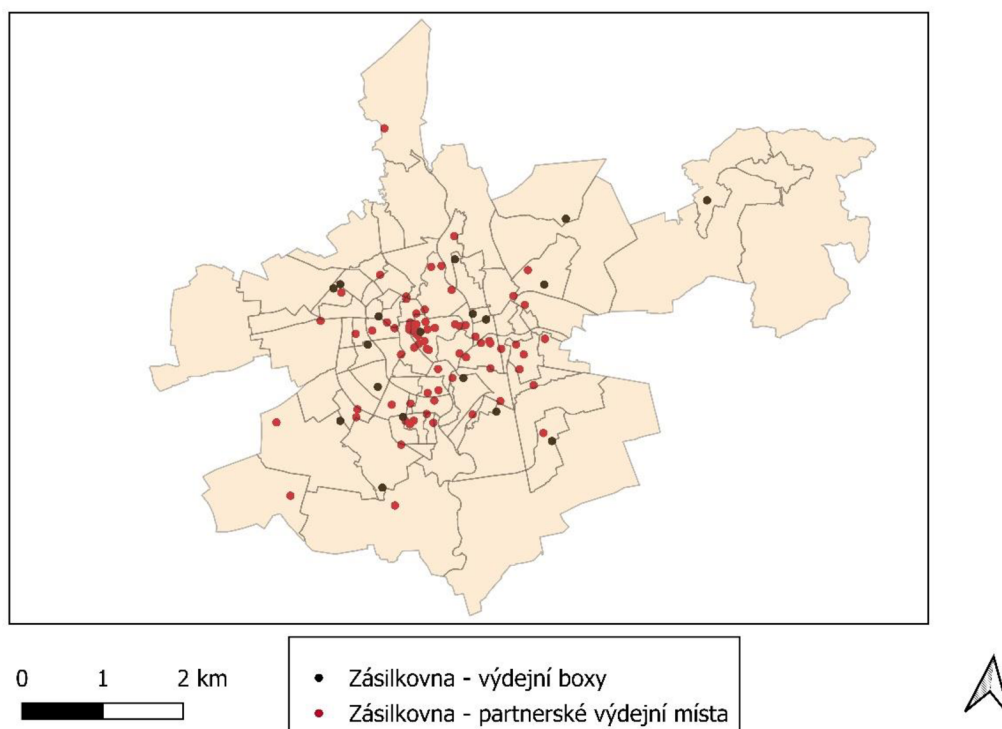 0 1 2 km
Zásilkovna - výdejní boxy
Zásilkovna - partnerské výdejní místa